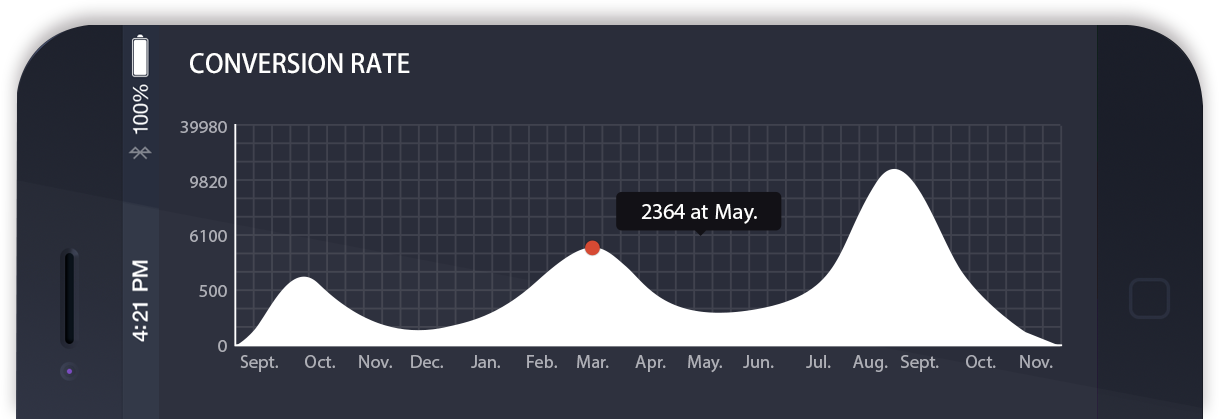 CONVERSION RATE
100%
4:21 PM
39980
9820
6100
500
0
2364 at May.
Sept. Oct. Nov. Dec. Jan. Feb. Mar. Apr. May. Jun. Jul. Aug. Sept. Oct. Nov.